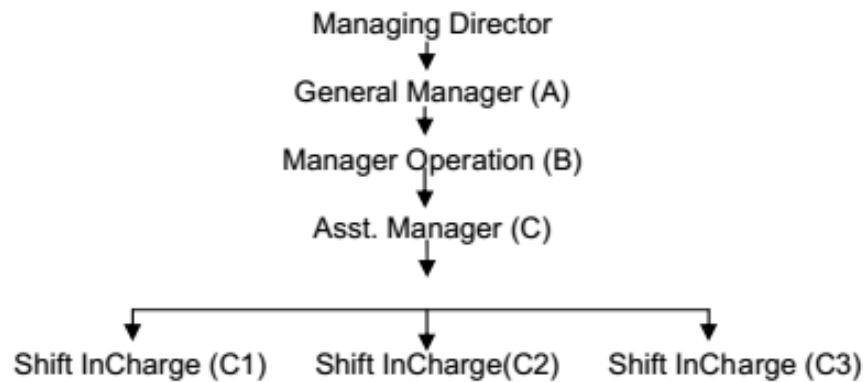 Managing Director
General Manager (A)
Manager Operation (B)
Asst. Manager (C)
Shift InCharge (C1) Shift InCharge(C2) Shift InCharge (C3)